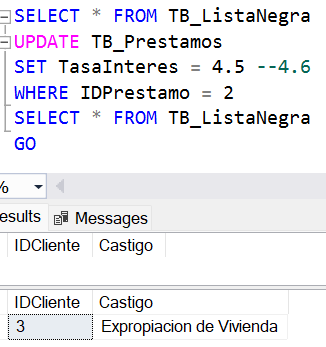 SELECT * FROM TB_ListaNegra
UPDATE TB_Prestamos
SET TasaInteres = 4.5 --4.6
WHERE IDPrestamo = 2
SELECT * FROM TB_ListaNegra
GO
%
esults Messages
IDCliente Castigo
IDCliente Castigo
3 Expropiacion de Vivienda